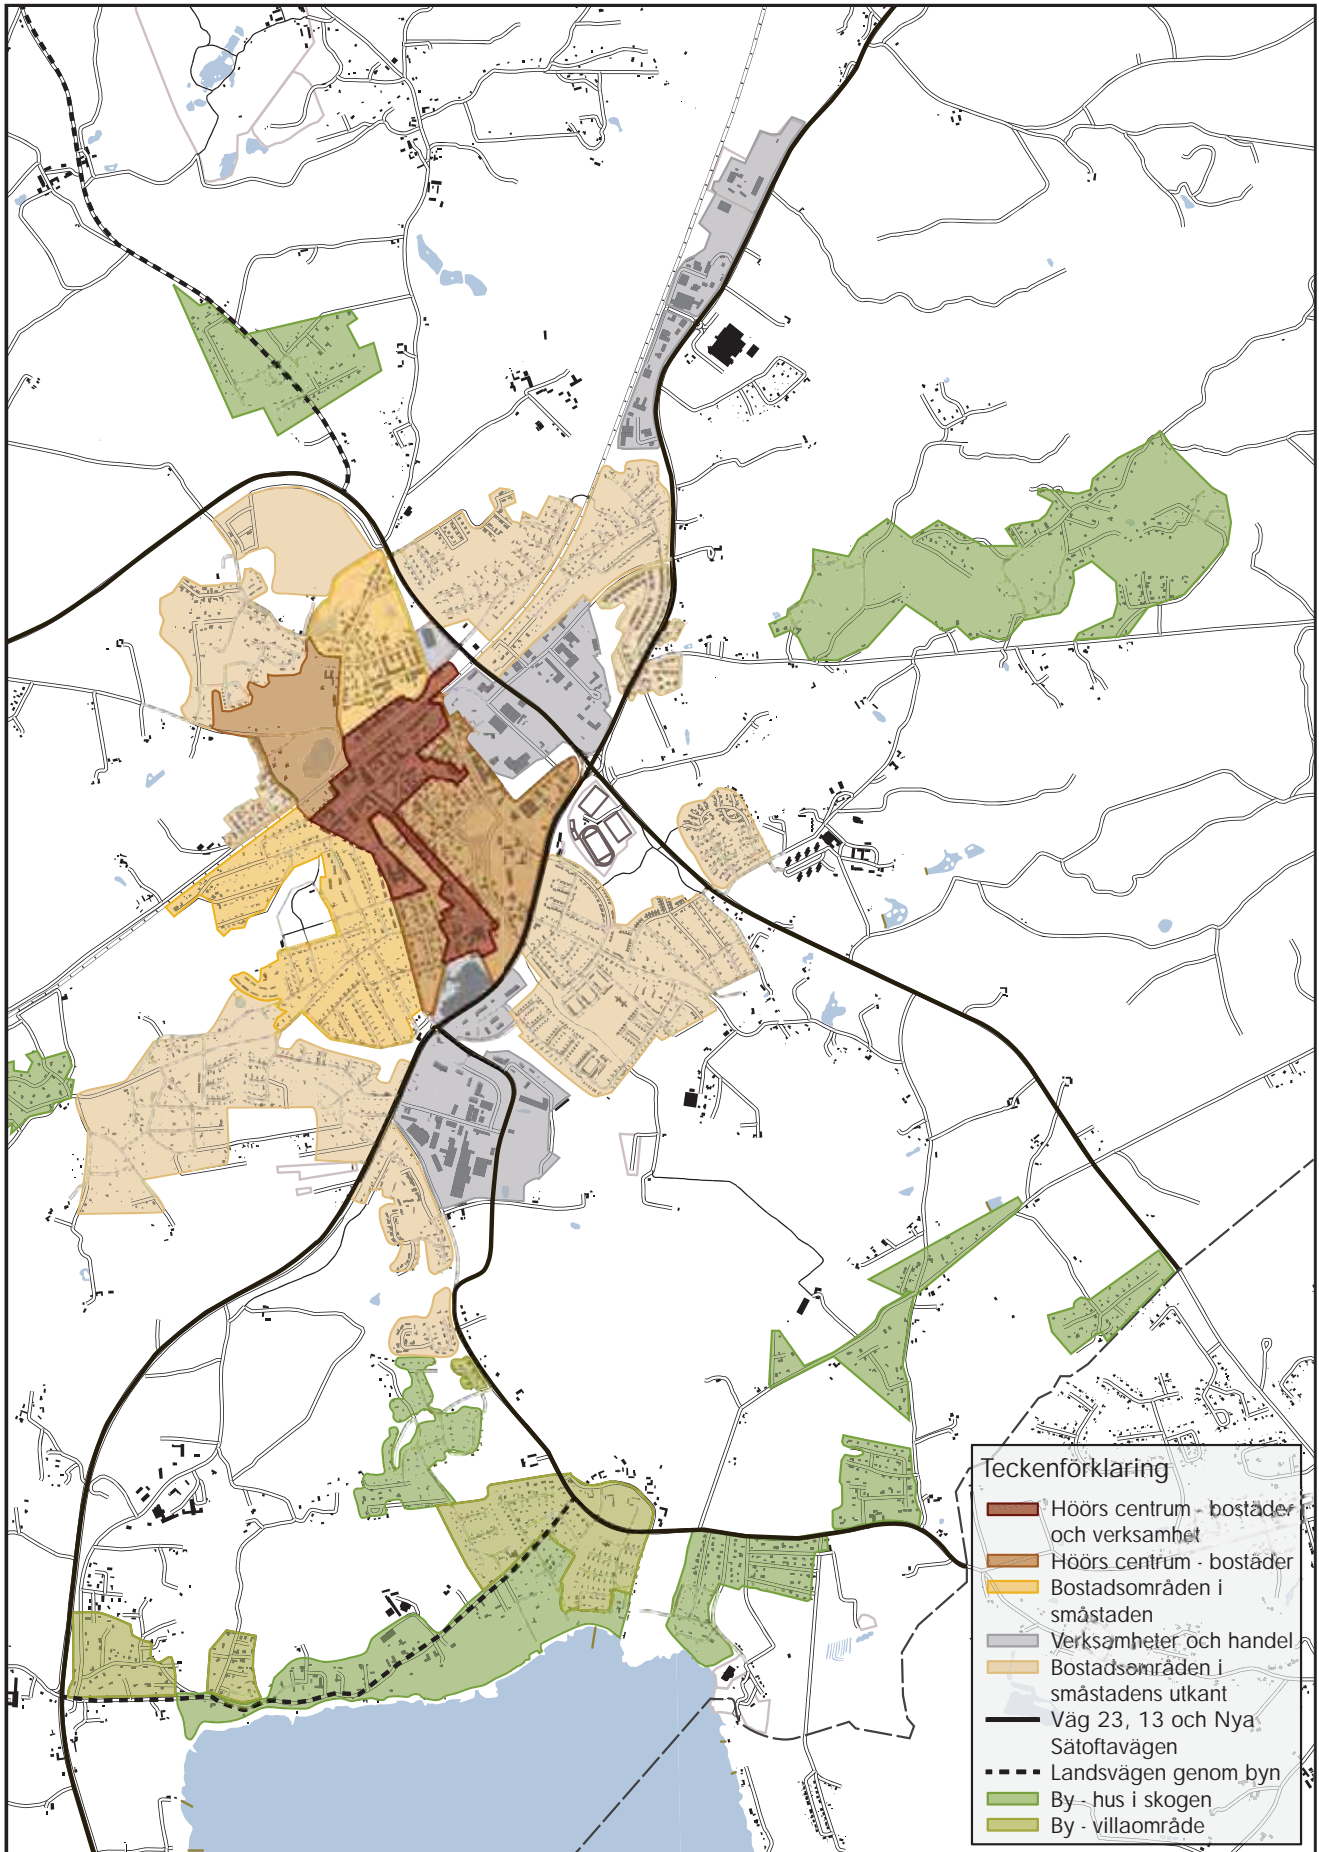 Teckenförklaring
Höörs centrum - bostäder
och verksamhet
Höörs centrum - bostäder
Bostadsområden i
småstaden
Verksamheter och handel
Bostadsområden i
småstadens utkant
Väg 23, 13 och Nya
Sätoftavägen
Landsvägen genom byn
By - hus i skogen
By - villaområde